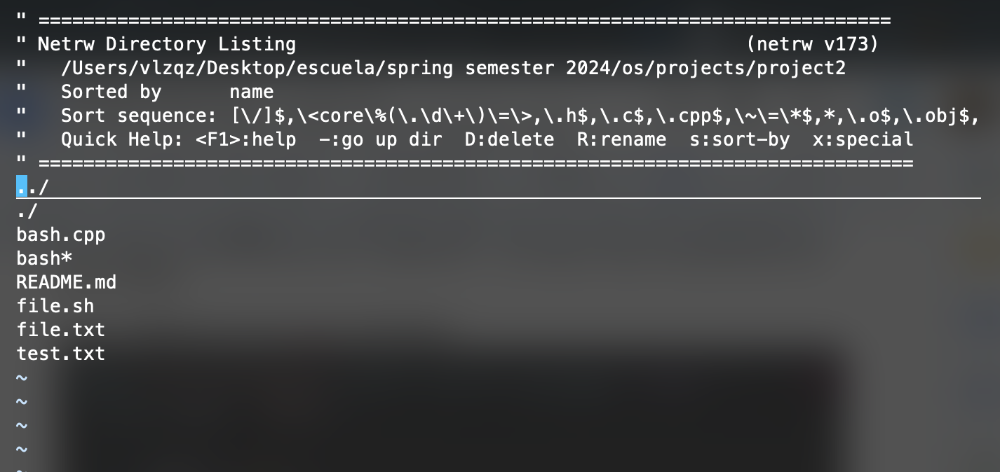 " ============================================================================
" Netrw Directory Listing                                        (netrw v173)
"   /Users/vlzqz/Desktop/escuela/spring semester 2024/os/projects/project2
"   Sorted by      name
"   Sort sequence: [\/]$,\<core\%(\.\d\+\)\=\>,\.h$,\.c$,\.cpp$,\~\=\*$,*,\.o$,\.obj$,
"   Quick Help: <F1>:help  -:go up dir  D:delete  R:rename  s:sort-by  x:special
" ==============================================================================
../
./
bash.cpp
bash*
README.md
file.sh
file.txt
test.txt
~
~
~
~
~